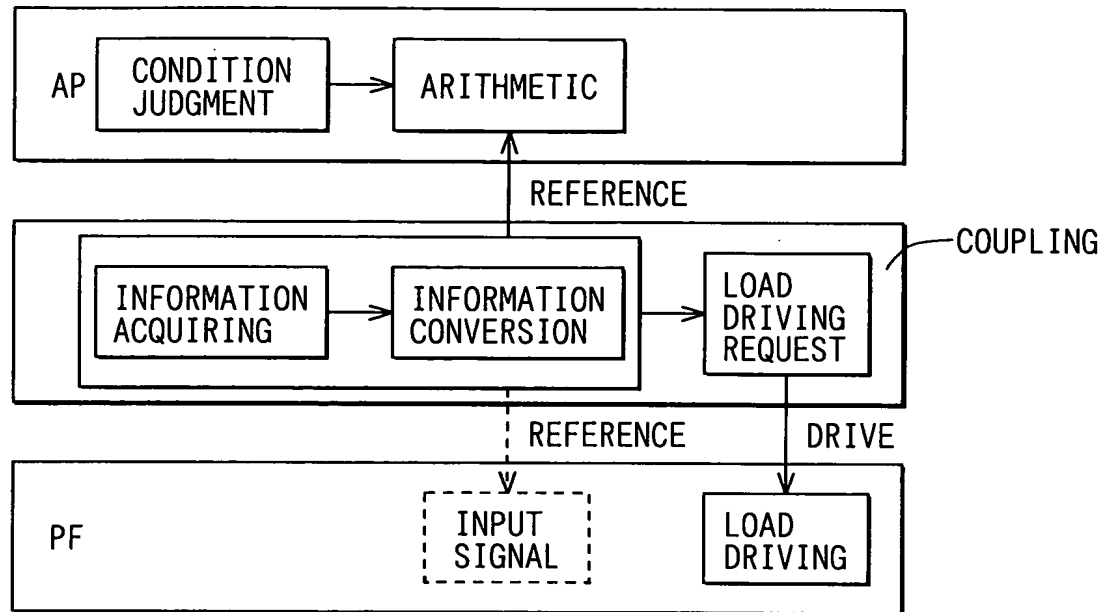 AP
CONDITION
JUDGMENT
ARITHMETIC
REFERENCE
COUPLING
INFORMATION
ACQUIRING
INFORMATION
CONVERSION
LOAD
DRIVING
REQUEST
REFERENCE
DRIVE
PF
INPUT
SIGNAL
LOAD
DRIVING